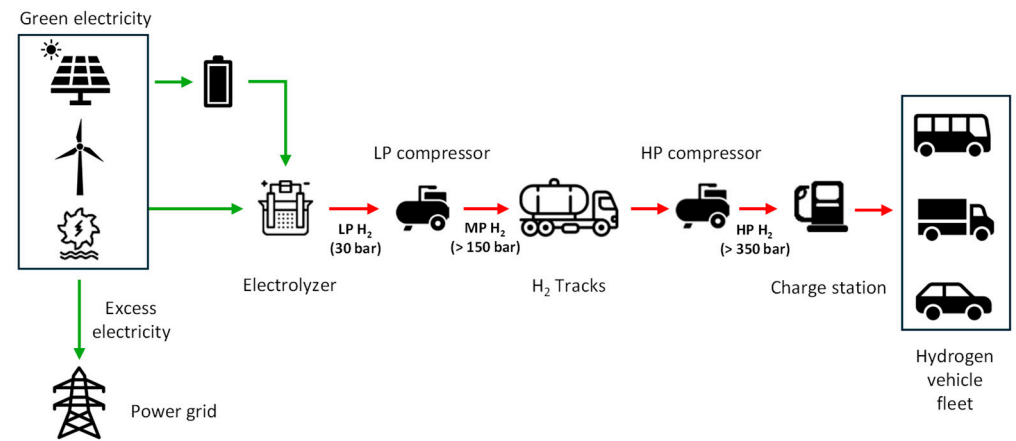 Green electricity
LP compressor
HP compressor
LP H₂
(30 bar)
MP H₂
(> 150 bar)
HP H₂
(> 350 bar)
Electrolyzer
H₂ Tracks
Charge station
Excess
electricity
Hydrogen
vehicle
fleet
Power grid